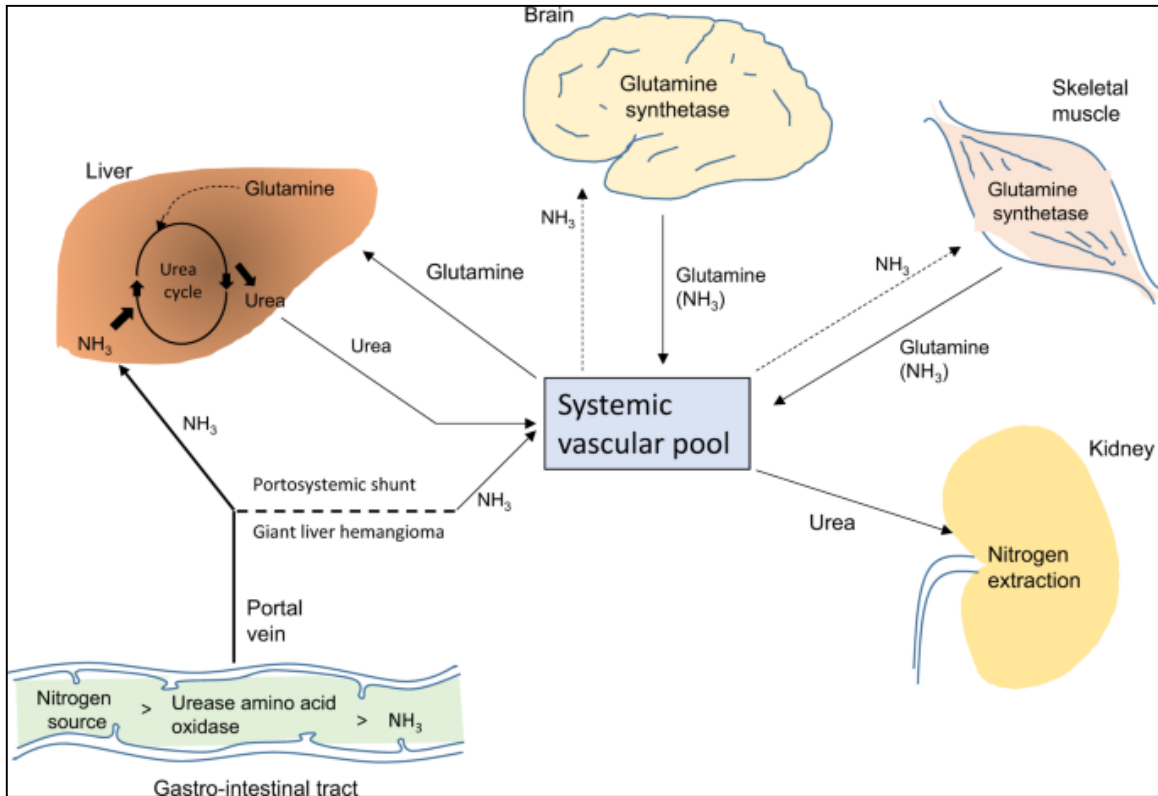 Brain
Glutamine
synthetase
Skeletal
muscle
Glutamine
synthetase
Liver
Glutamine
Urea
cycle
Urea
NH₃
NH₃
Glutamine
(NH₃)
NH₃
Glutamine
(NH₃)
Glutamine
Urea
Systemic
vascular pool
NH₃
Portosystemic shunt
Giant liver hemangioma
NH₃
Kidney
Urea
Nitrogen
extraction
Portal
vein
Nitrogen
source
>
Urease amino acid
oxidase
>
NH₃
Gastro-intestinal tract